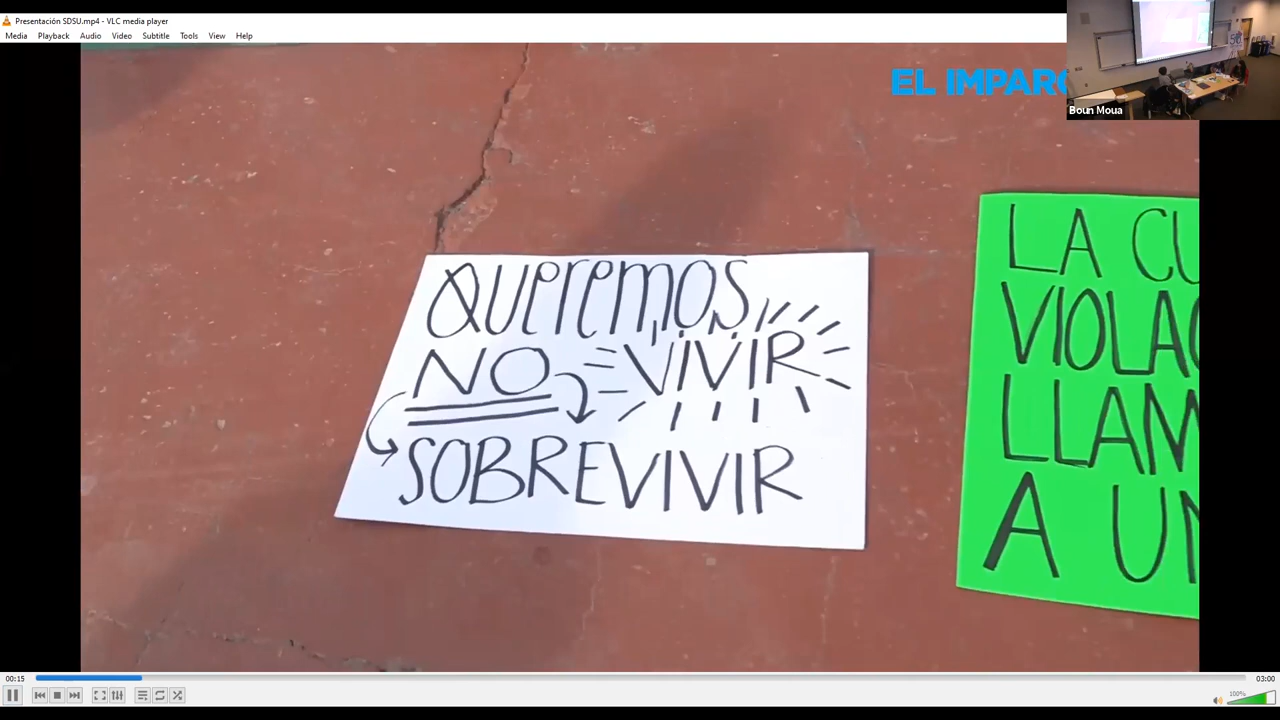 Presentación SDSU.mp4 - VLC media player
Media Playback Audio Video Subtitle Tools View Help
EL IMPARC
Boun Moua
QUEREMOS
NO VIVIR
SOBREVIVIR
LA CU
VIOLAC
LLAM
A UN
00:15
03:00
100%